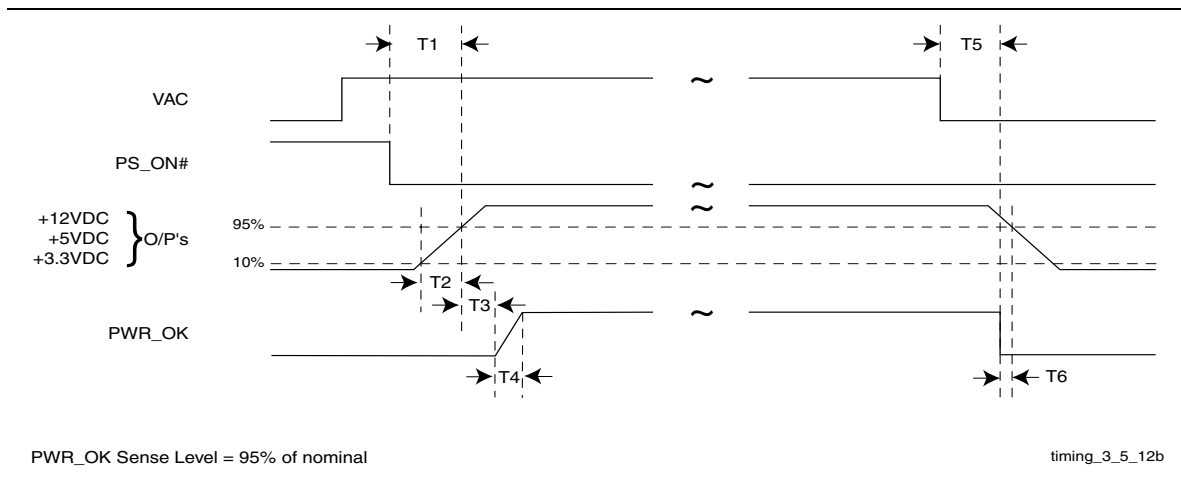 T1
T5
VAC
~
PS_ON#
~
+12VDC
+5VDC
+3.3VDC
} O/P's
95%
10%
~
T2
T3
PWR_OK
~
T4
T6
PWR_OK Sense Level = 95% of nominal
timing_3_5_12b